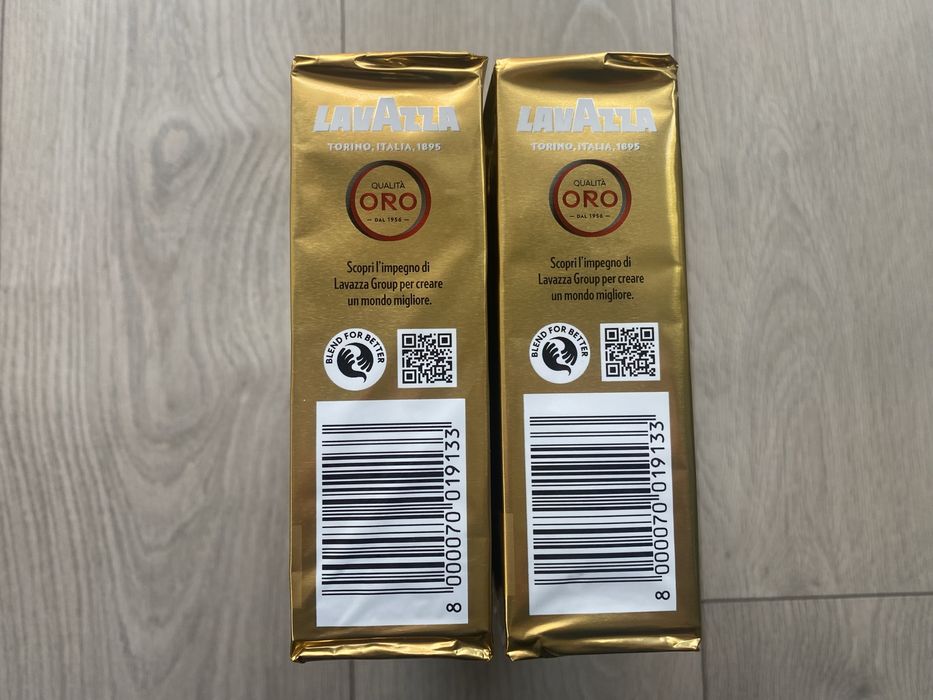 LAVAZZA
TORINO, ITALIA, 1895
QUALITÀ
ORO
— DAL 1956 —
Scopri l'impegno di
Lavazza Group per creare
un mondo migliore.
BLEND FOR BETTER
8 000070 019133
LAVAZZA
TORINO, ITALIA, 1895
QUALITÀ
ORO
— DAL 1956 —
Scopri l'impegno di
Lavazza Group per creare
un mondo migliore.
BLEND FOR BETTER
8 000070 019133